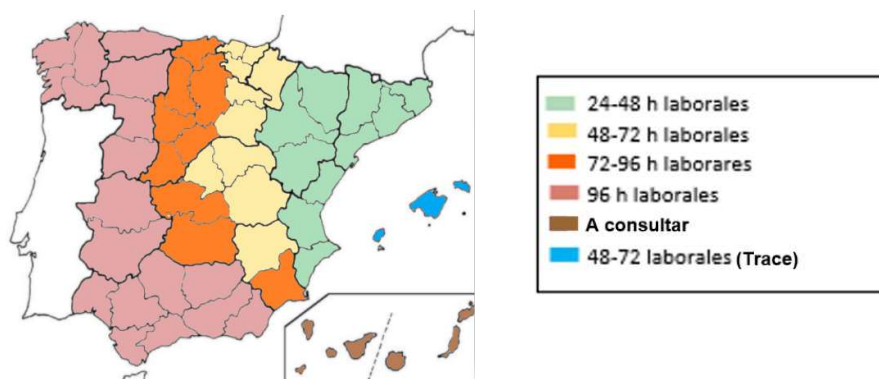 24-48 h laborales
48-72 h laborales
72-96 h laborares
96 h laborales
A consultar
48-72 laborales (Trace)